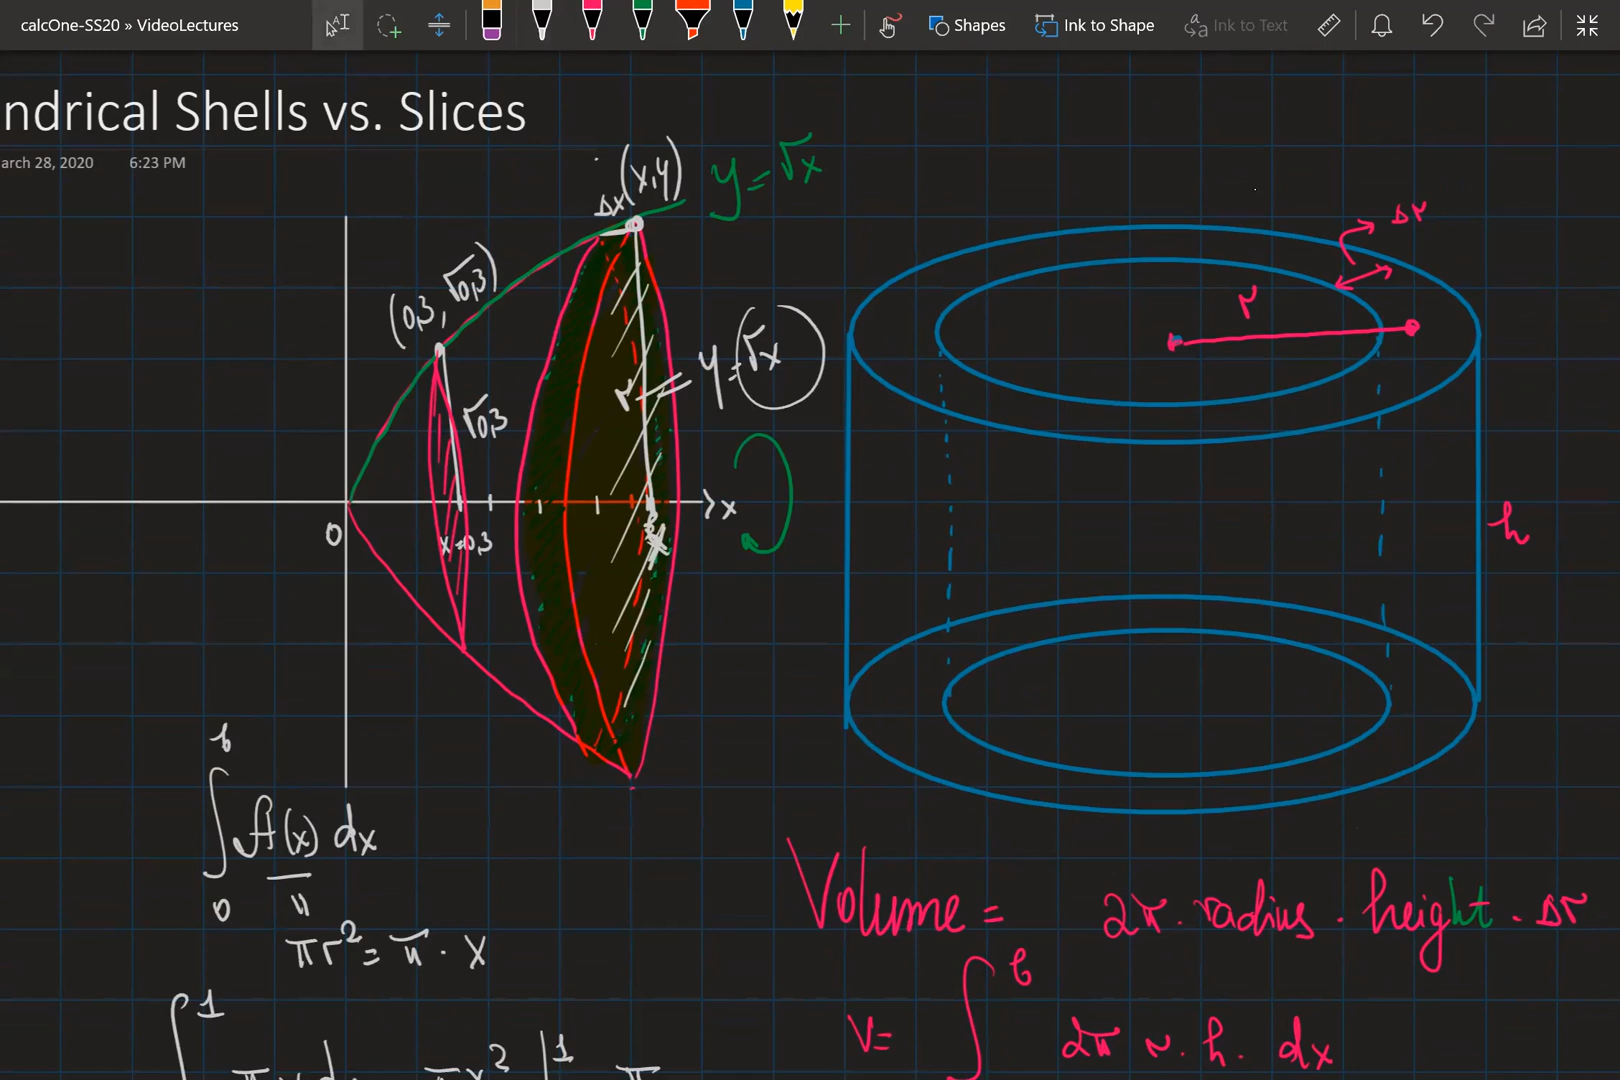 calcOne-SS20 » VideoLectures
Shapes
Ink to Shape
Ink to Text
ndrical Shells vs. Slices
arch 28, 2020 6:23 PM
Δx
(x,y)
y=√x
(0,3, √0,3)
√0,3
r = y=√x
x
0
x=0,3
Δr
r
h
b
∫ A(x) dx
0
πr²= π · x
Volume = 2π · radius · height · Δr
b
V= ∫ 2π r. h. dx
1
x² |1 π